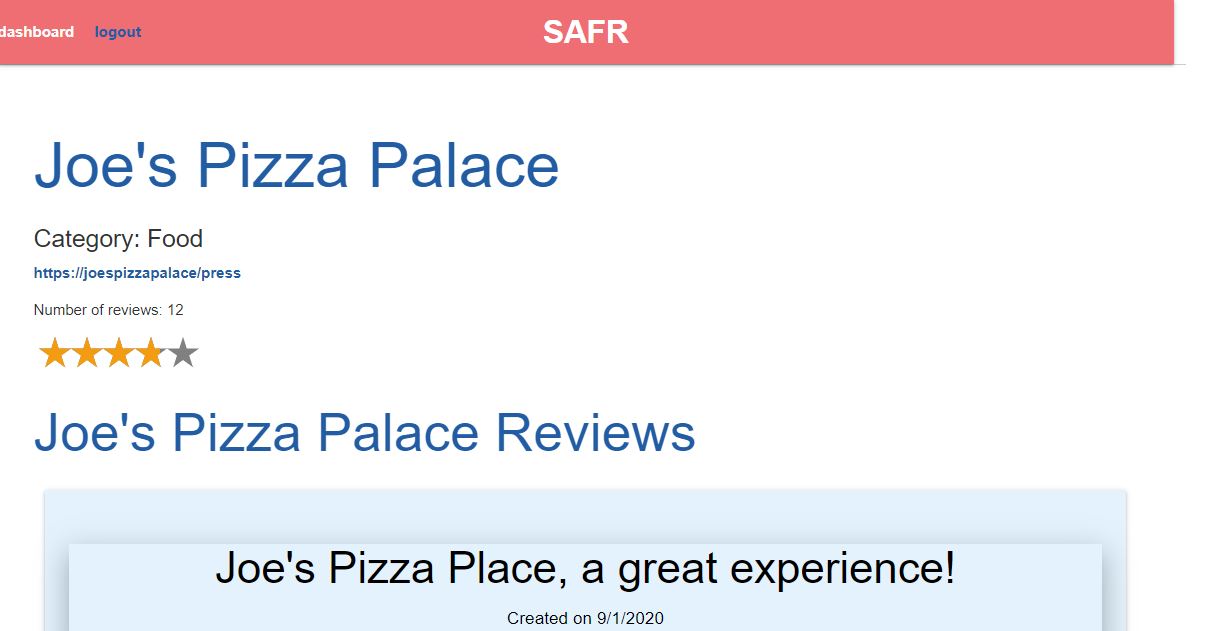 dashboard logout SAFR
Joe's Pizza Palace
Category: Food
https://joespizzapalace/press
Number of reviews: 12
Joe's Pizza Palace Reviews
Joe's Pizza Place, a great experience!
Created on 9/1/2020